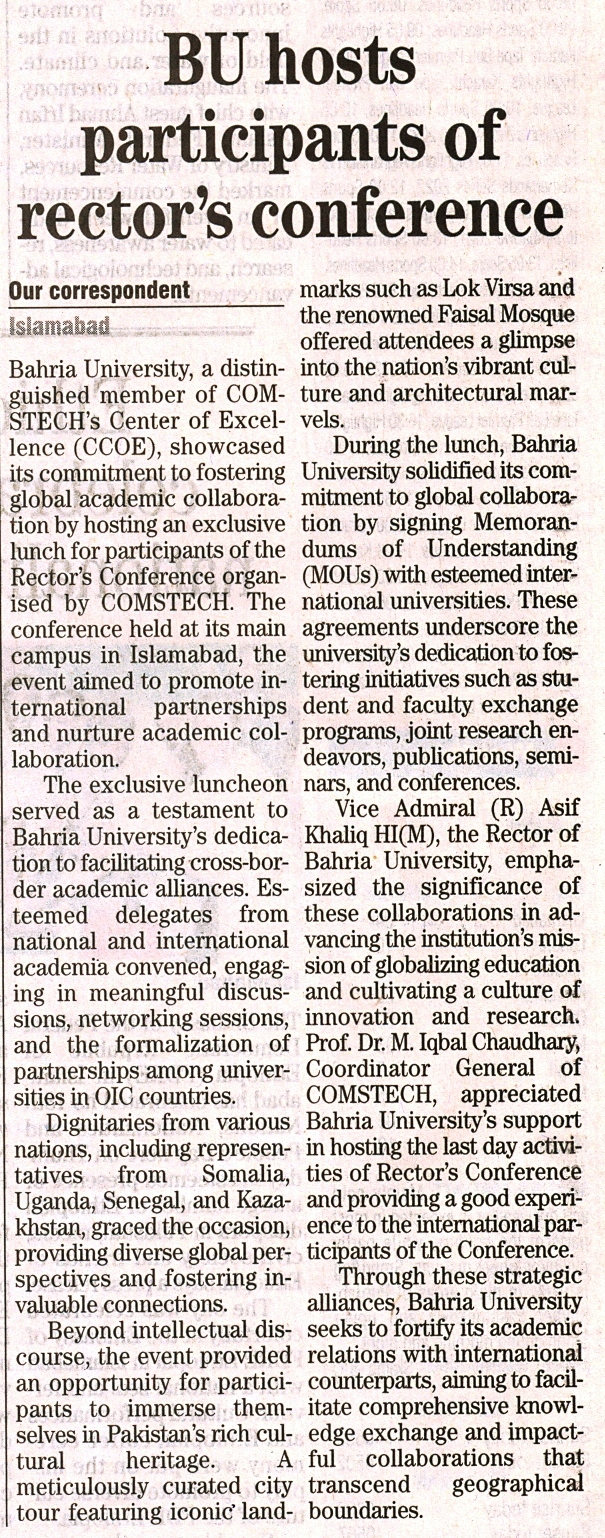 BU hosts
participants of
rector's conference
Our correspondent
Islamabad
Bahria University, a distin-
guished member of COM-
STECH's Center of Excel-
lence (CCOE), showcased
its commitment to fostering
global academic collabora-
tion by hosting an exclusive
lunch for participants of the
Rector's Conference organ-
ised by COMSTECH. The
conference held at its main
campus in Islamabad, the
event aimed to promote in-
ternational partnerships
and nurture academic col-
laboration.
The exclusive luncheon
served as a testament to
Bahria University's dedica-
tion to facilitating cross-bor-
der academic alliances. Es-
teemed delegates from
national and international
academia convened, engag-
ing in meaningful discus-
sions, networking sessions,
and the formalization of
partnerships among univer-
sities in OIC countries.
Dignitaries from various
nations, including represen-
tatives from Somalia,
Uganda, Senegal, and Kaza-
khstan, graced the occasion,
providing diverse global per-
spectives and fostering in-
valuable connections.
Beyond intellectual dis-
course, the event provided
an opportunity for partici-
pants to immerse them-
selves in Pakistan's rich cul-
tural heritage. A
meticulously curated city
tour featuring iconic land-
marks such as Lok Virsa and
the renowned Faisal Mosque
offered attendees a glimpse
into the nation's vibrant cul-
ture and architectural mar-
vels.
During the lunch, Bahria
University solidified its com-
mitment to global collabora-
tion by signing Memoran-
dums of Understanding
(MOUs) with esteemed inter-
national universities. These
agreements underscore the
university's dedication to fos-
tering initiatives such as stu-
dent and faculty exchange
programs, joint research en-
deavors, publications, semi-
nars, and conferences.
Vice Admiral (R) Asif
Khaliq HI(M), the Rector of
Bahria University, empha-
sized the significance of
these collaborations in ad-
vancing the institution's mis-
sion of globalizing education
and cultivating a culture of
innovation and research.
Prof. Dr. M. Iqbal Chaudhary,
Coordinator General of
COMSTECH, appreciated
Bahria University's support
in hosting the last day activi-
ties of Rector's Conference
and providing a good experi-
ence to the international par-
ticipants of the Conference.
Through these strategic
alliances, Bahria University
seeks to fortify its academic
relations with international
counterparts, aiming to facil-
itate comprehensive knowl-
edge exchange and impact-
ful collaborations that
transcend geographical
boundaries.